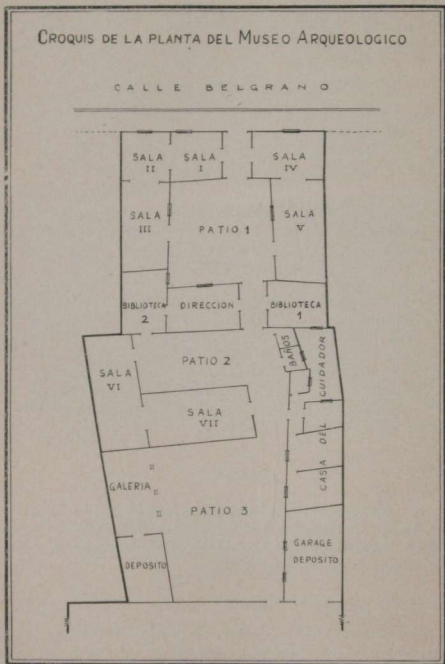 CROQUIS DE LA PLANTA DEL MUSEO ARQUEOLOGICO
CALLE BELGRANO
SALA
II
SALA
I
SALA
IV
SALA
III
PATIO 1
SALA
V
BIBLIOTECA
2
DIRECCION
BIBLIOTECA
1
PATIO 2
BAÑOS
CASA DEL CUIDADOR
SALA
VI
SALA
VII
GALERIA
PATIO 3
DEPOSITO
GARAGE
DEPOSITO